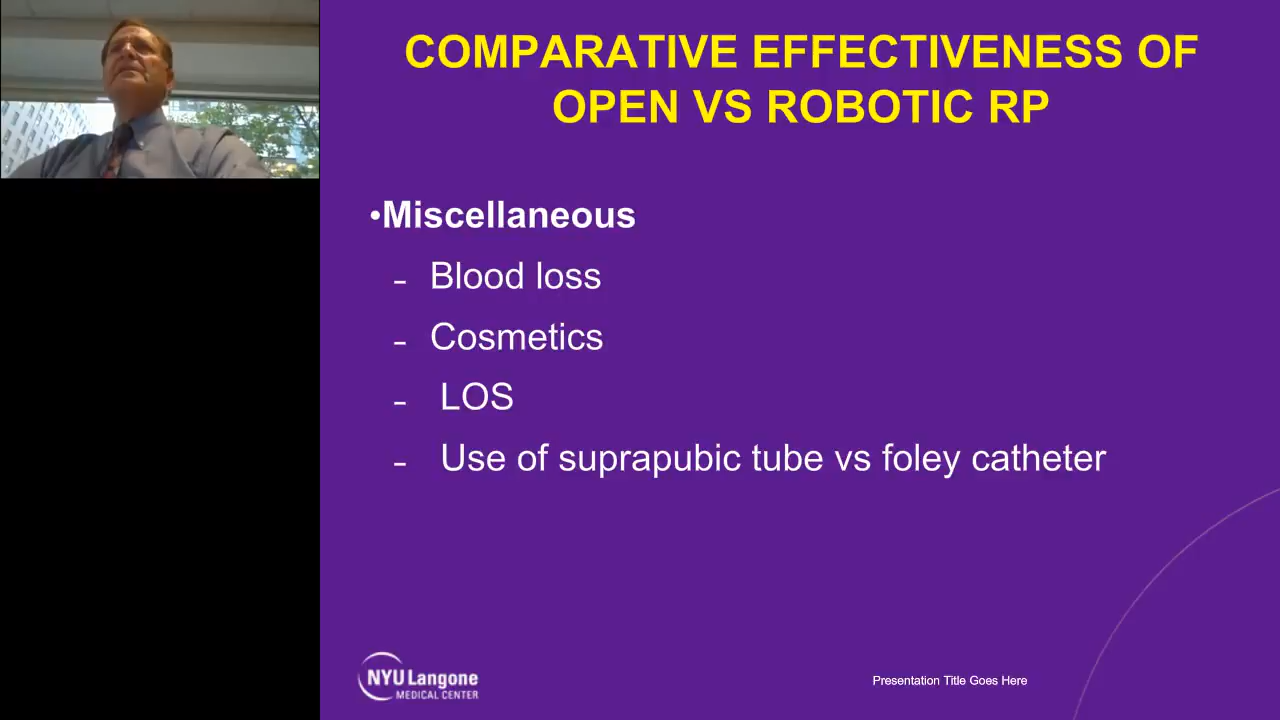 COMPARATIVE EFFECTIVENESS OF
OPEN VS ROBOTIC RP
•Miscellaneous
– Blood loss
– Cosmetics
– LOS
– Use of suprapubic tube vs foley catheter
NYU Langone
MEDICAL CENTER
Presentation Title Goes Here